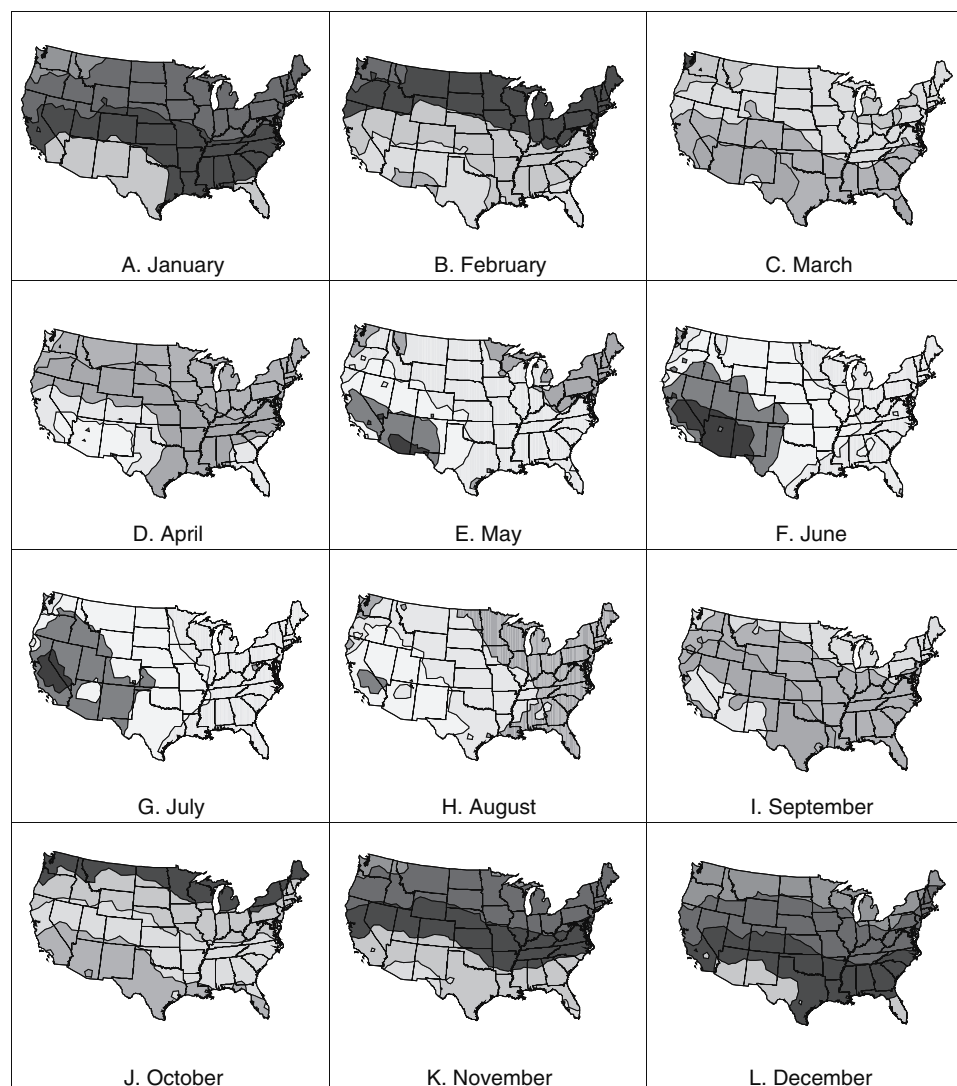 A. January
B. February
C. March
D. April
E. May
F. June
G. July
H. August
I. September
J. October
K. November
L. December